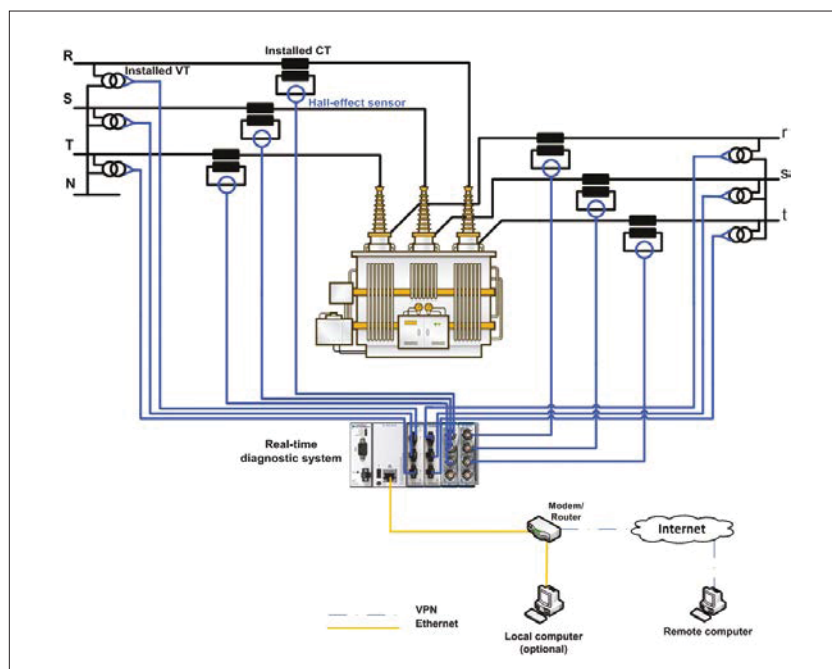 R
Installed CT
Installed VT
S
Hall-effect sensor
T
N
r
s
t
Real-time
diagnostic system
Modem/
Router
Internet
VPN
Ethernet
Local computer
(optional)
Remote computer